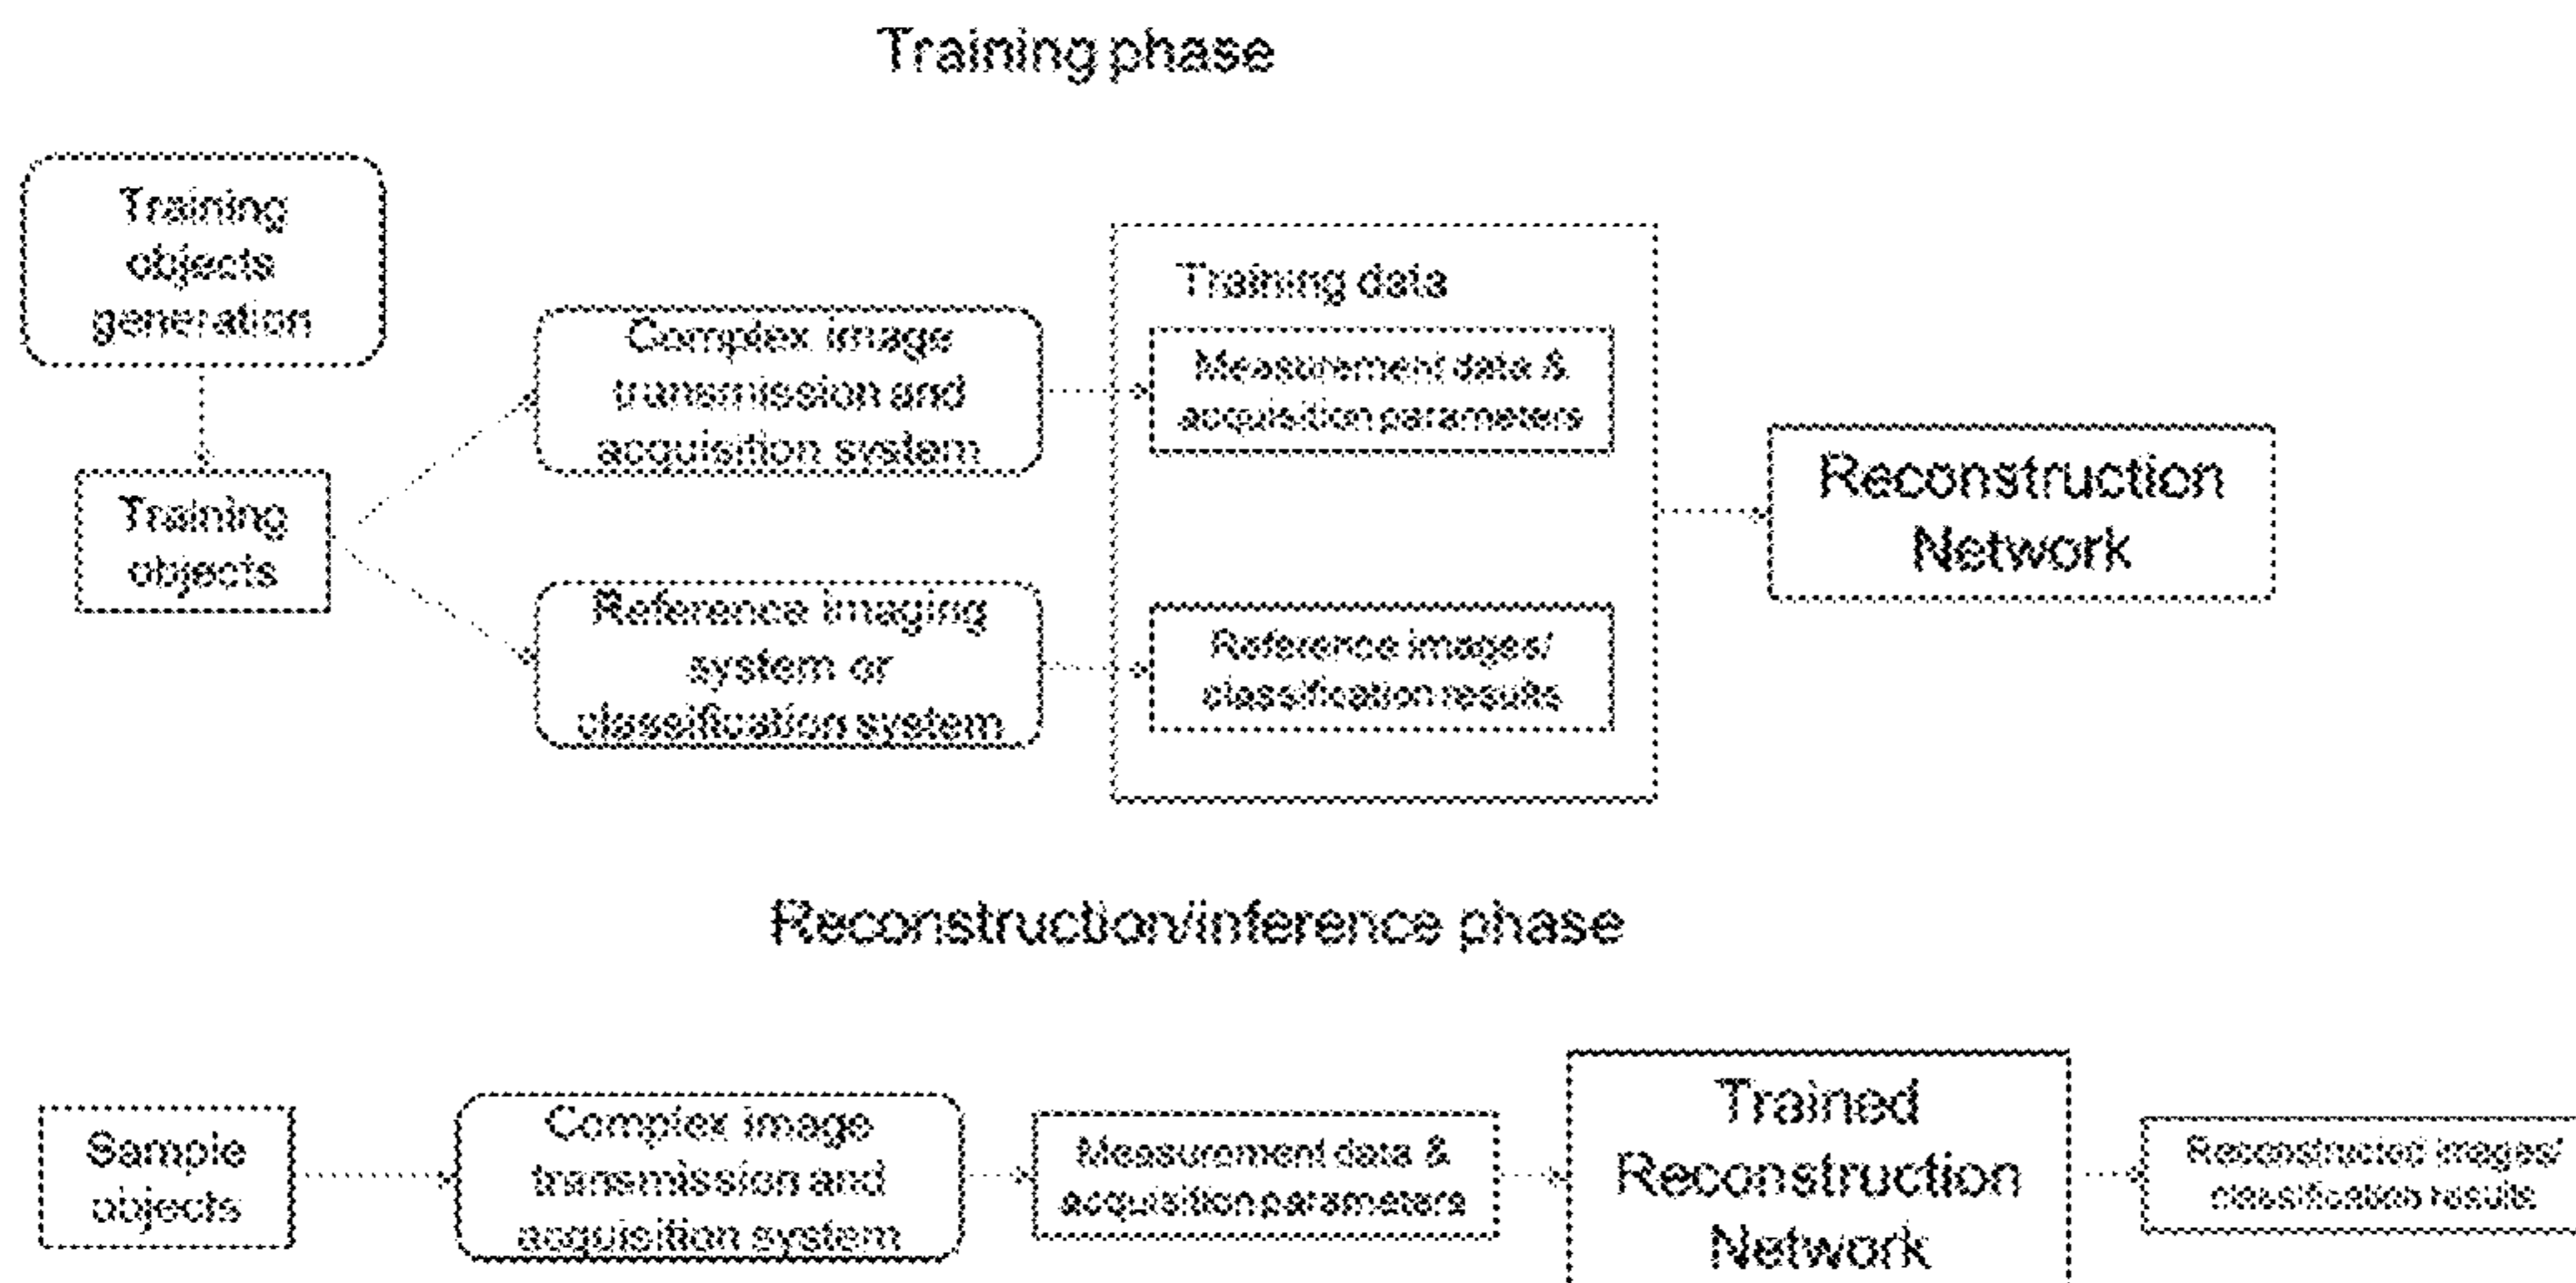 Training phase
Training
objects
generation
Training
objects
Complex image
transmission and
acquisition system
Reference imaging
system or
classification system
Training data
Measurement data &
acquisition parameters
Reference images/
classification results
Reconstruction
Network
Reconstruction/inference phase
Sample
objects
Complex image
transmission and
acquisition system
Measurement data &
acquisition parameters
Trained
Reconstruction
Network
Reconstructed images/
classification results